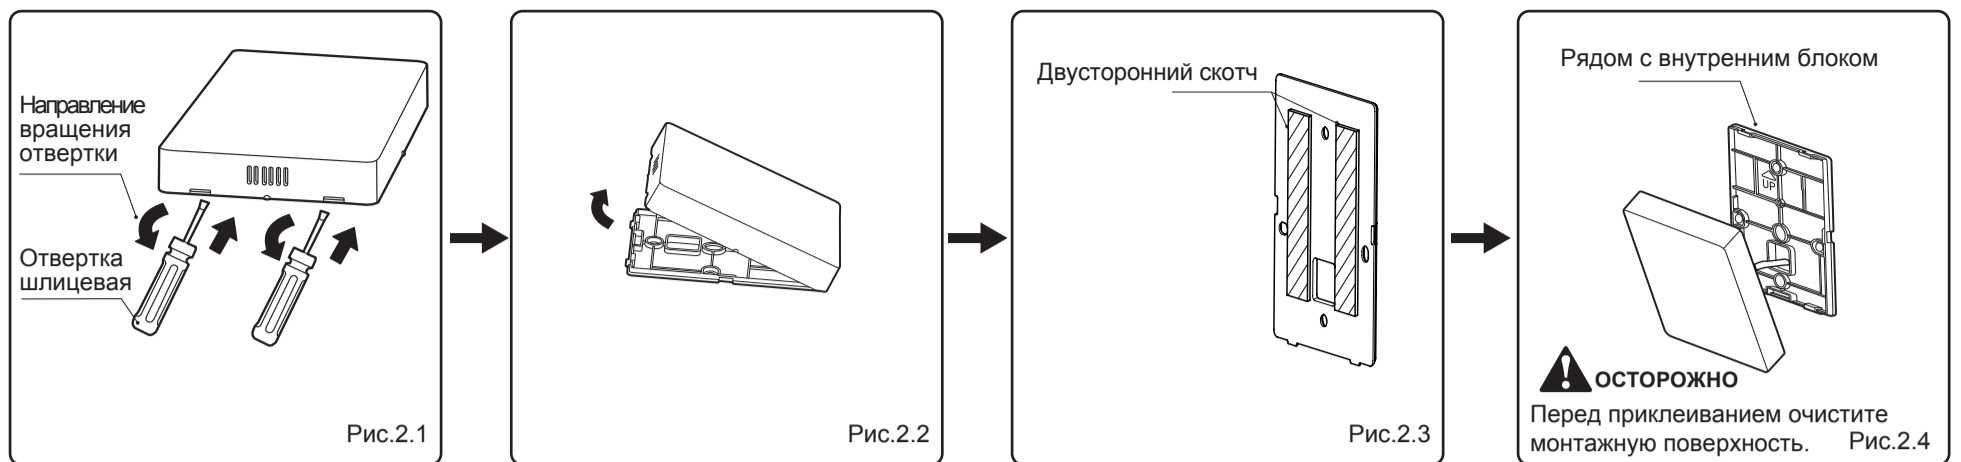 Направление
вращения
отвертки
Отвертка
шлицевая
Рис.2.1
Рис.2.2
Двусторонний скотч
Рис.2.3
Рядом с внутренним блоком
UP
ОСТОРОЖНО
Перед приклеиванием очистите
монтажную поверхность.
Рис.2.4